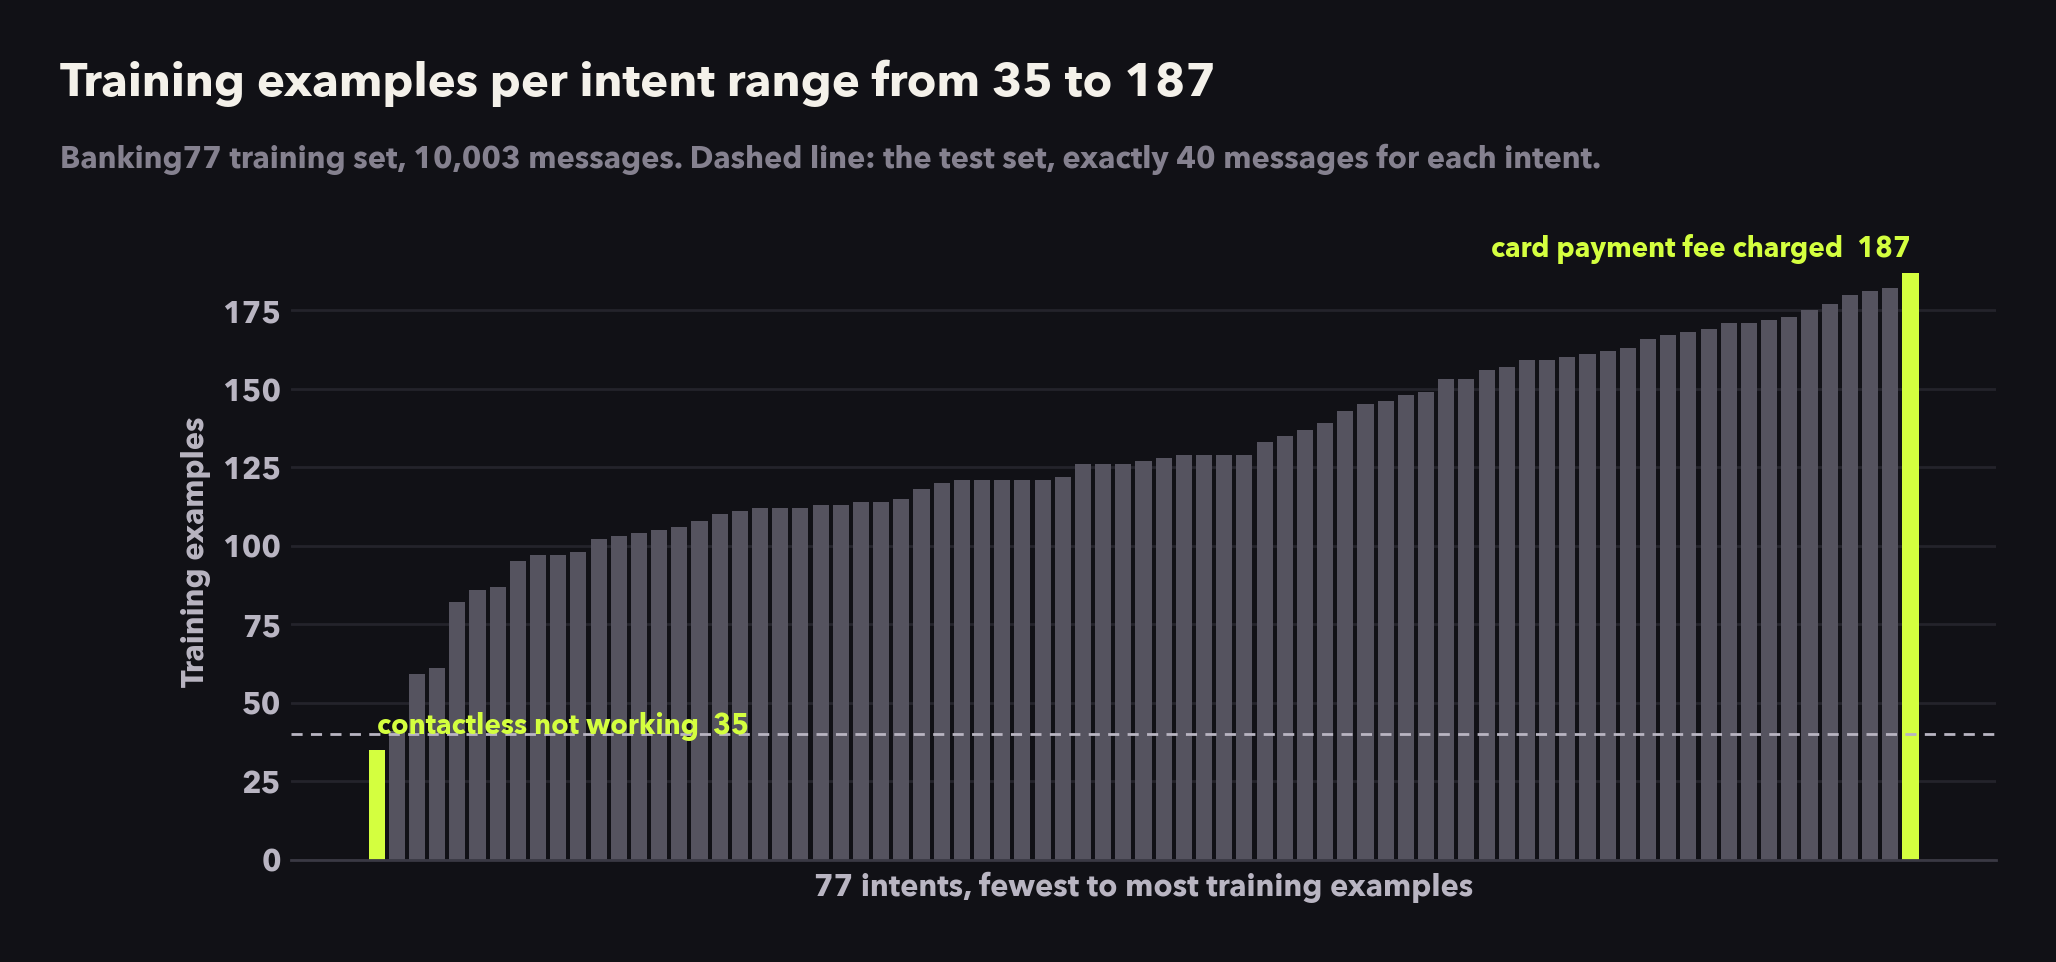 Training examples per intent range from 35 to 187
Banking77 training set, 10,003 messages. Dashed line: the test set, exactly 40 messages for each intent.
card payment fee charged 187
175
150
125
100
75
50
25
0
Training examples
contactless not working 35
77 intents, fewest to most training examples